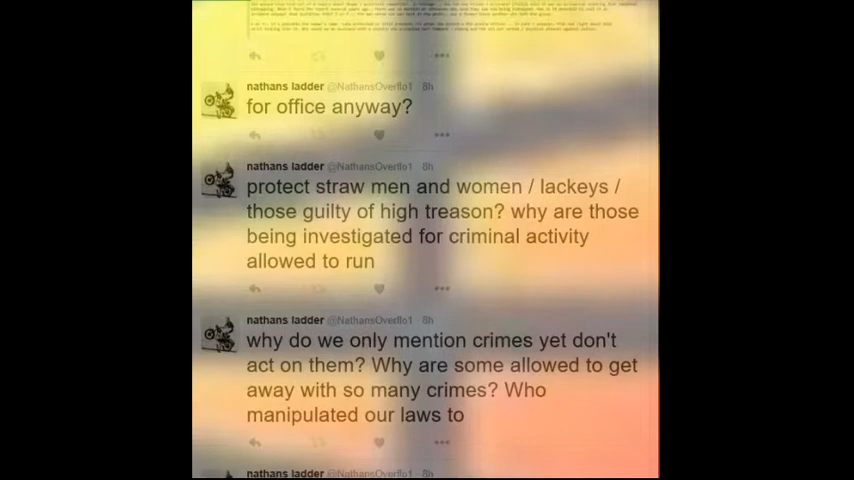 nathans ladder @NathansOverflo1 · 8h
for office anyway?
nathans ladder @NathansOverflo1 · 8h
protect straw men and women / lackeys /
those guilty of high treason? why are those
being investigated for criminal activity
allowed to run
nathans ladder @NathansOverflo1 · 8h
why do we only mention crimes yet don't
act on them? Why are some allowed to get
away with so many crimes? Who
manipulated our laws to
nathans ladder @NathansOverflo1 · 8h